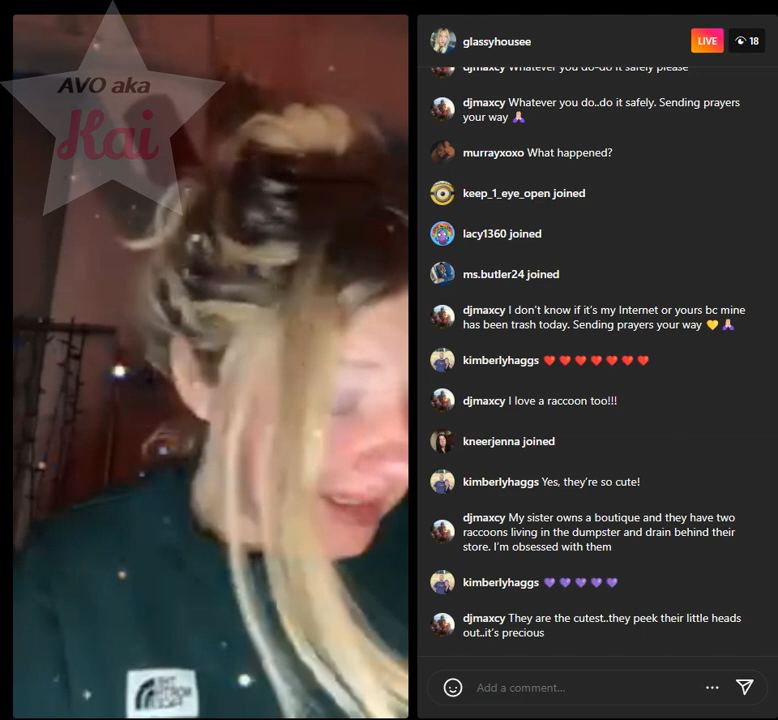 AVO aka
Kai
glassyhousee
LIVE
18
djmaxcy Whatever you do-do it safely please
djmaxcy Whatever you do..do it safely. Sending prayers
your way 🙏🏻
murrayxoxo What happened?
keep_1_eye_open joined
lacy1360 joined
ms.butler24 joined
djmaxcy I don't know if it's my Internet or yours bc mine
has been trash today. Sending prayers your way 💛 🙏🏻
kimberlyhaggs ❤️ ❤️ ❤️ ❤️ ❤️ ❤️ ❤️
djmaxcy I love a raccoon too!!!
kneerjenna joined
kimberlyhaggs Yes, they're so cute!
djmaxcy My sister owns a boutique and they have two
raccoons living in the dumpster and drain behind their
store. I'm obsessed with them
kimberlyhaggs 💜 💜 💜 💜 💜
djmaxcy They are the cutest..they peek their little heads
out..it's precious
Add a comment...